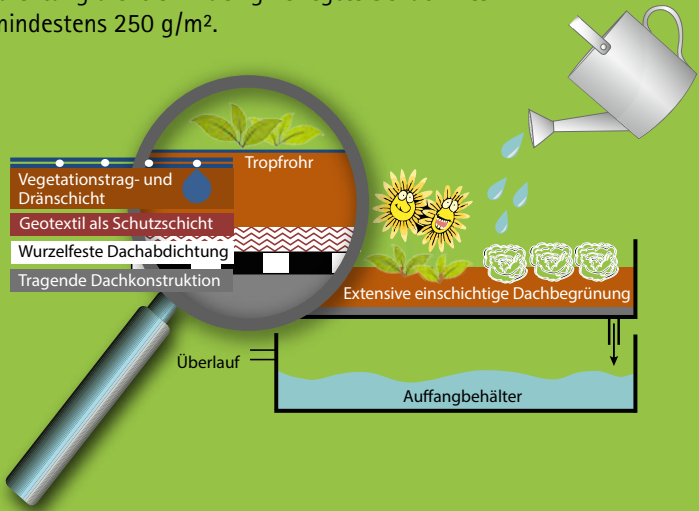 mindestens 250 g/m².
Tropfrohr
Vegetationstrag- und
Dränschicht
Geotextil als Schutzschicht
Wurzelfeste Dachabdichtung
Tragende Dachkonstruktion
Extensive einschichtige Dachbegrünung
Überlauf
Auffangbehälter